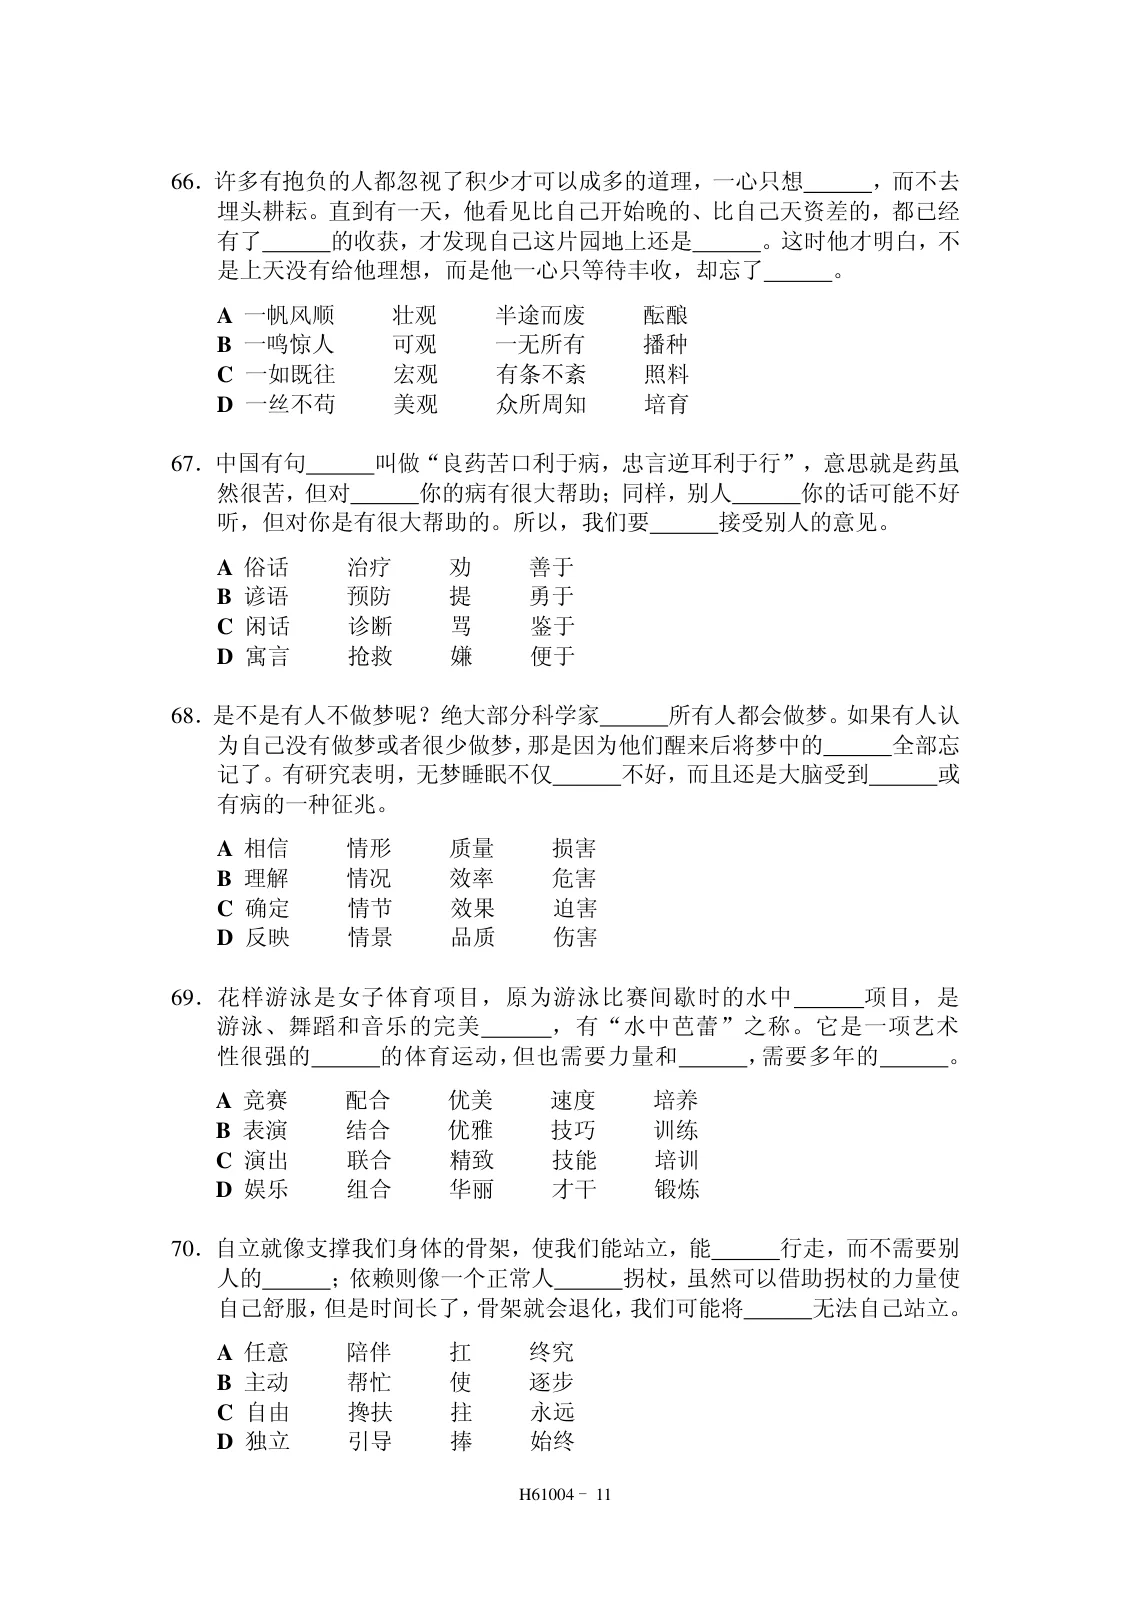 66．许多有抱负的人都忽视了积少才可以成多的道理，一心只想______，而不去
埋头耕耘。直到有一天，他看见比自己开始晚的、比自己天资差的，都已经
有了______的收获，才发现自己这片园地上还是______。这时他才明白，不
是上天没有给他理想，而是他一心只等待丰收，却忘了______。
A 一帆风顺 壮观 半途而废 酝酿
B 一鸣惊人 可观 一无所有 播种
C 一如既往 宏观 有条不紊 照料
D 一丝不苟 美观 众所周知 培育
67．中国有句______叫做“良药苦口利于病，忠言逆耳利于行”，意思就是药虽
然很苦，但对______你的病有很大帮助；同样，别人______你的话可能不好
听，但对你是有很大帮助的。所以，我们要______接受别人的意见。
A 俗话 治疗 劝 善于
B 谚语 预防 提 勇于
C 闲话 诊断 骂 鉴于
D 寓言 抢救 嫌 便于
68．是不是有人不做梦呢？绝大部分科学家______所有人都会做梦。如果有人认
为自己没有做梦或者很少做梦，那是因为他们醒来后将梦中的______全部忘
记了。有研究表明，无梦睡眠不仅______不好，而且还是大脑受到______或
有病的一种征兆。
A 相信 情形 质量 损害
B 理解 情况 效率 危害
C 确定 情节 效果 迫害
D 反映 情景 品质 伤害
69．花样游泳是女子体育项目，原为游泳比赛间歇时的水中______项目，是
游泳、舞蹈和音乐的完美______，有“水中芭蕾”之称。它是一项艺术
性很强的______的体育运动，但也需要力量和______，需要多年的______。
A 竞赛 配合 优美 速度 培养
B 表演 结合 优雅 技巧 训练
C 演出 联合 精致 技能 培训
D 娱乐 组合 华丽 才干 锻炼
70．自立就像支撑我们身体的骨架，使我们能站立，能______行走，而不需要别
人的______；依赖则像一个正常人______拐杖，虽然可以借助拐杖的力量使
自己舒服，但是时间长了，骨架就会退化，我们可能将______无法自己站立。
A 任意 陪伴 扛 终究
B 主动 帮忙 使 逐步
C 自由 搀扶 拄 永远
D 独立 引导 捧 始终
H61004－ 11